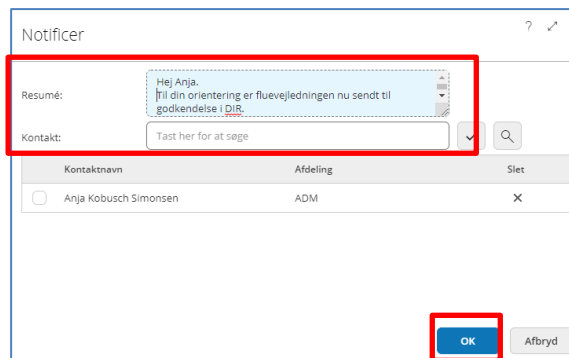 Notificer
?
Resumé:
Hej Anja.
Til din orientering er fluevejledningen nu sendt til
godkendelse i DIR.
Kontakt:
Tast her for at søge
Kontaktnavn Afdeling Slet
Anja Kobusch Simonsen ADM
OK Afbryd